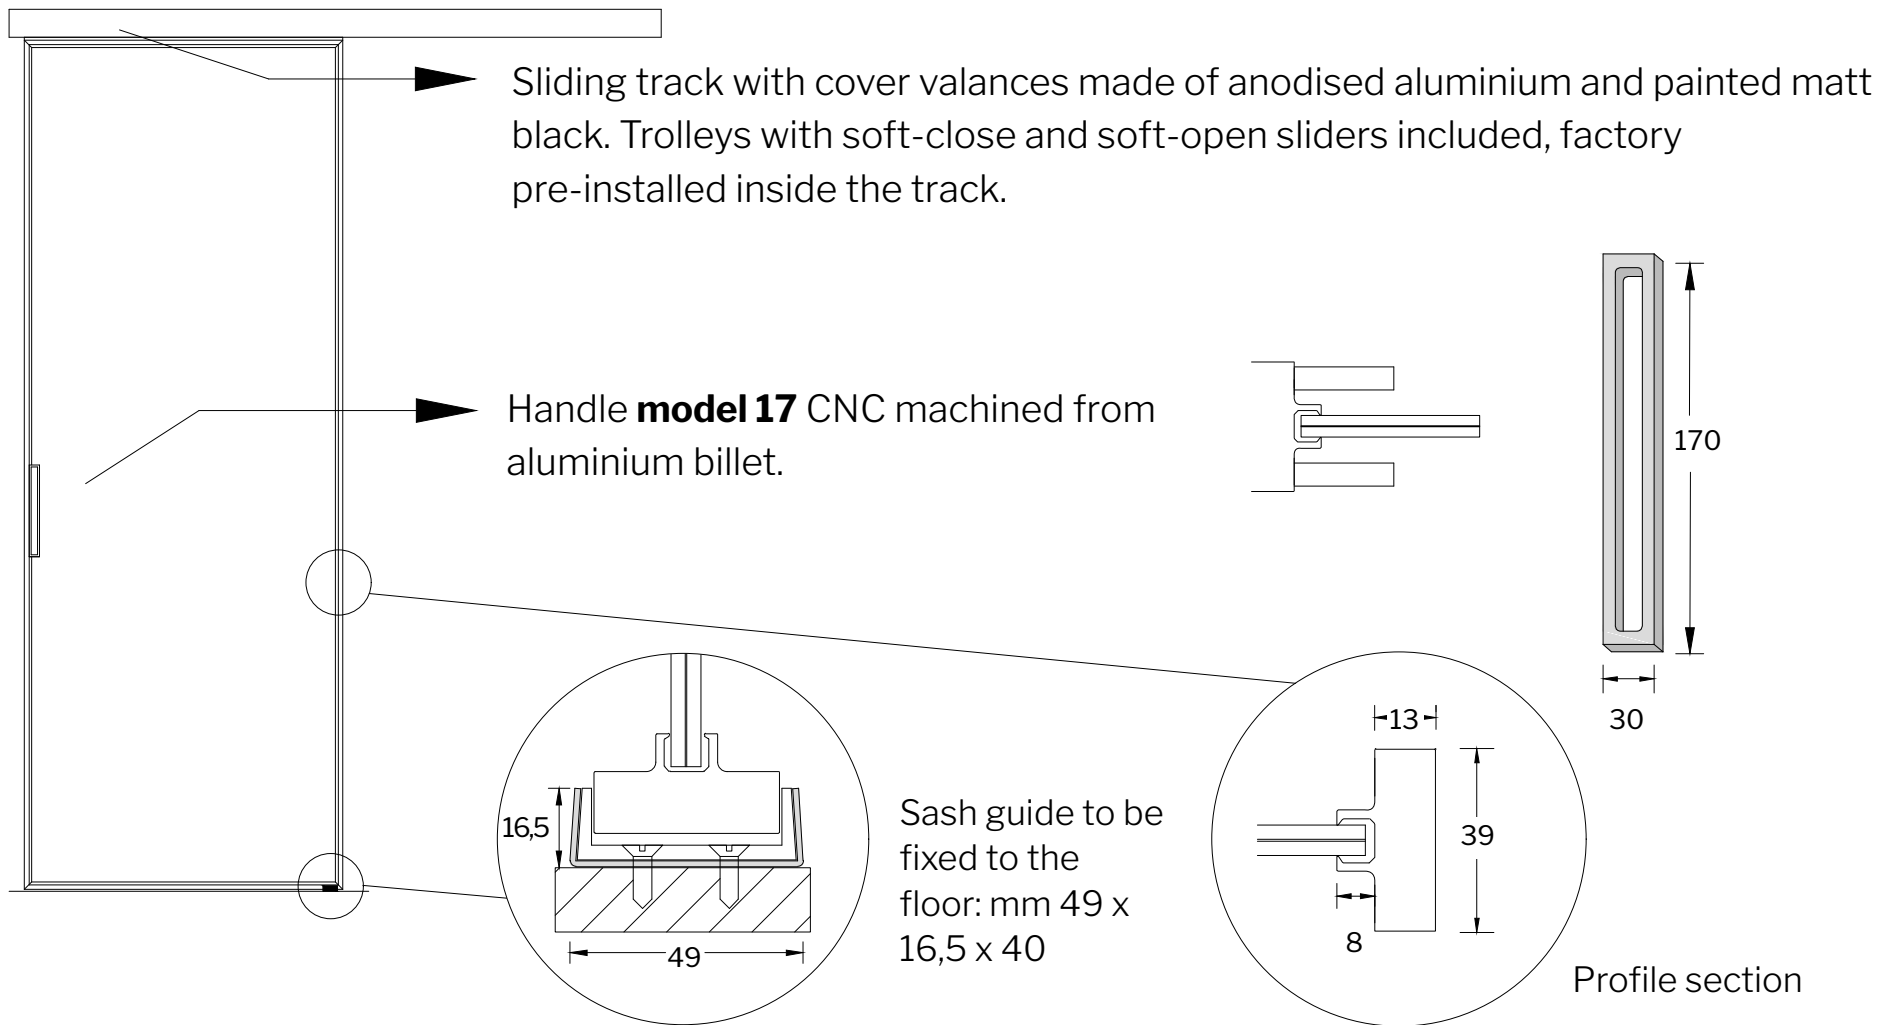 Sliding track with cover valances made of anodised aluminium and painted matt
black. Trolleys with soft-close and soft-open sliders included, factory
pre-installed inside the track.
Handle model 17 CNC machined from
aluminium billet.
170
30
16,5
49
Sash guide to be
fixed to the
floor: mm 49 x
16,5 x 40
13
39
8
Profile section